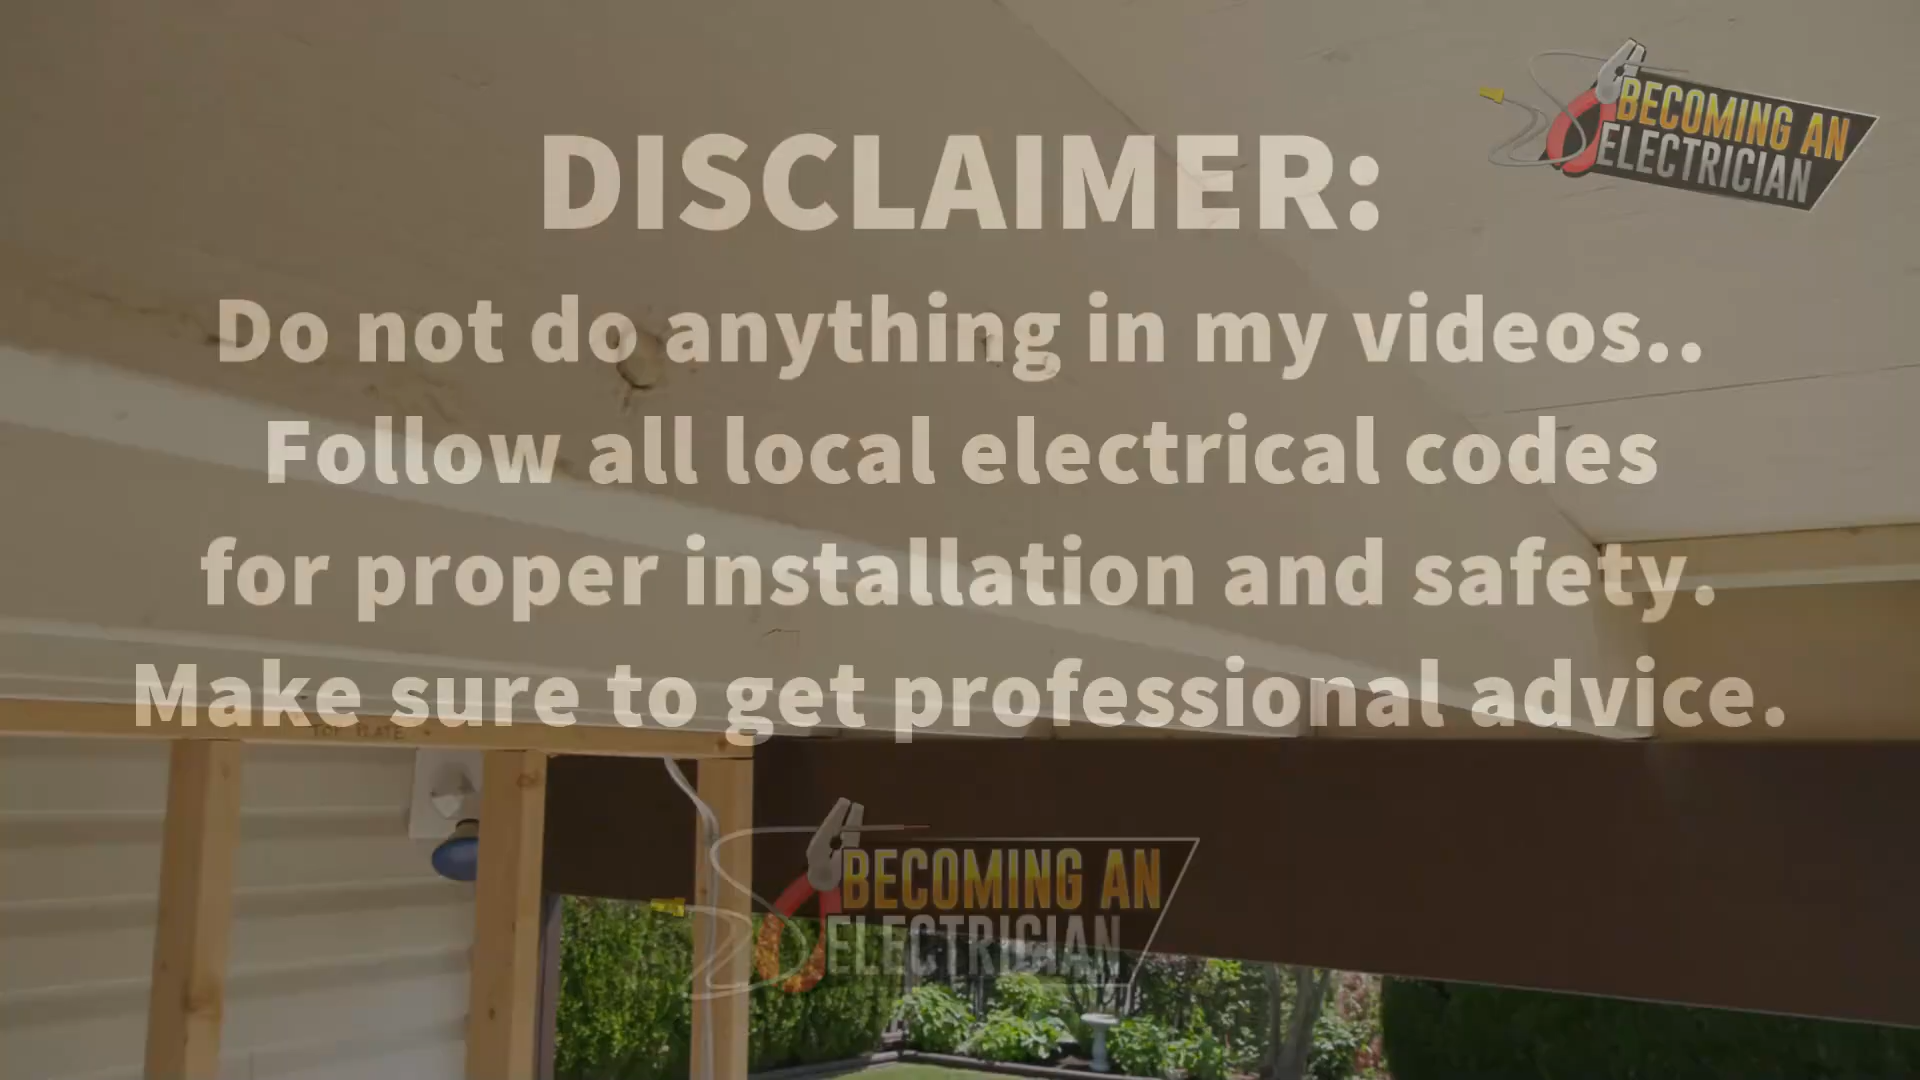 BECOMING AN
ELECTRICIAN
DISCLAIMER:
Do not do anything in my videos..
Follow all local electrical codes
for proper installation and safety.
Make sure to get professional advice.
TOP PLATE
BECOMING AN
ELECTRICIAN